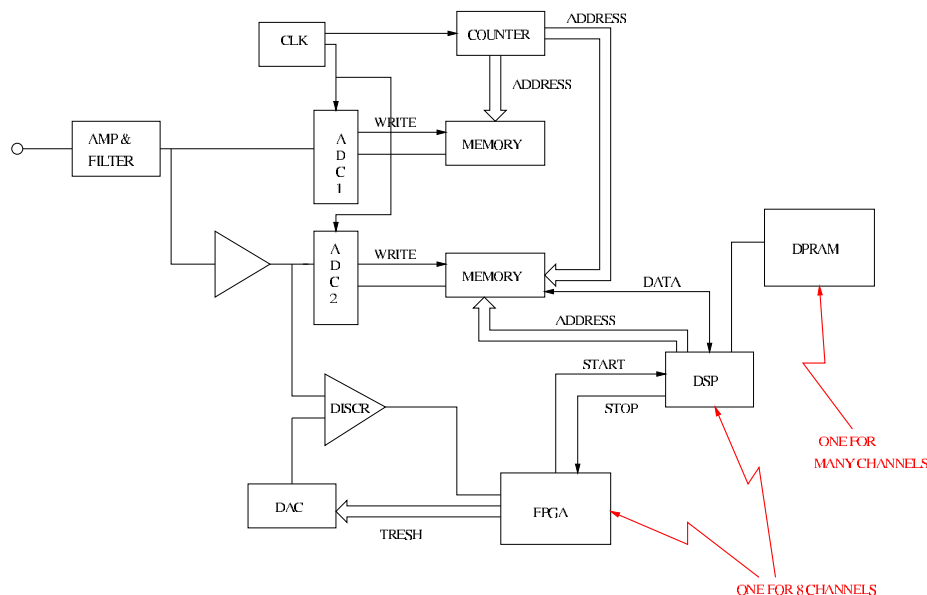 ADDRESS
CLK
COUNTER
ADDRESS
WRITE
AMP &
FILTER
A
D
C
1
MEMORY
DPRAM
A
D
C
2
WRITE
MEMORY
DATA
ADDRESS
START
DSP
DISCR
STOP
ONE FOR
MANY CHANNELS
DAC
FPGA
TRESH
ONE FOR 8 CHANNELS